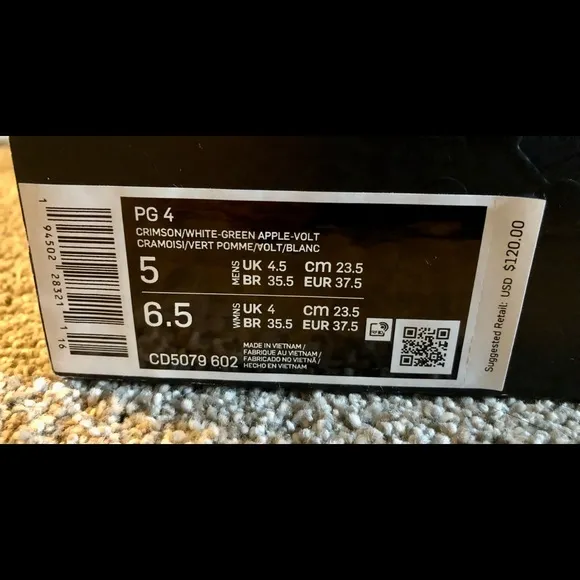 PG 4
CRIMSON/WHITE-GREEN APPLE-VOLT
CRAMOISI/VERT POMME/VOLT/BLANC
5 MENS UK 4.5 cm 23.5
BR 35.5 EUR 37.5
6.5 WMNS UK 4 cm 23.5
BR 35.5 EUR 37.5
CD5079 602
MADE IN VIETNAM /
FABRIQUE AU VIETNAM /
FABRICADO NO VIETNÃ /
HECHO EN VIETNAM
1 94502 28321 16
Suggested Retail: USD $120.00